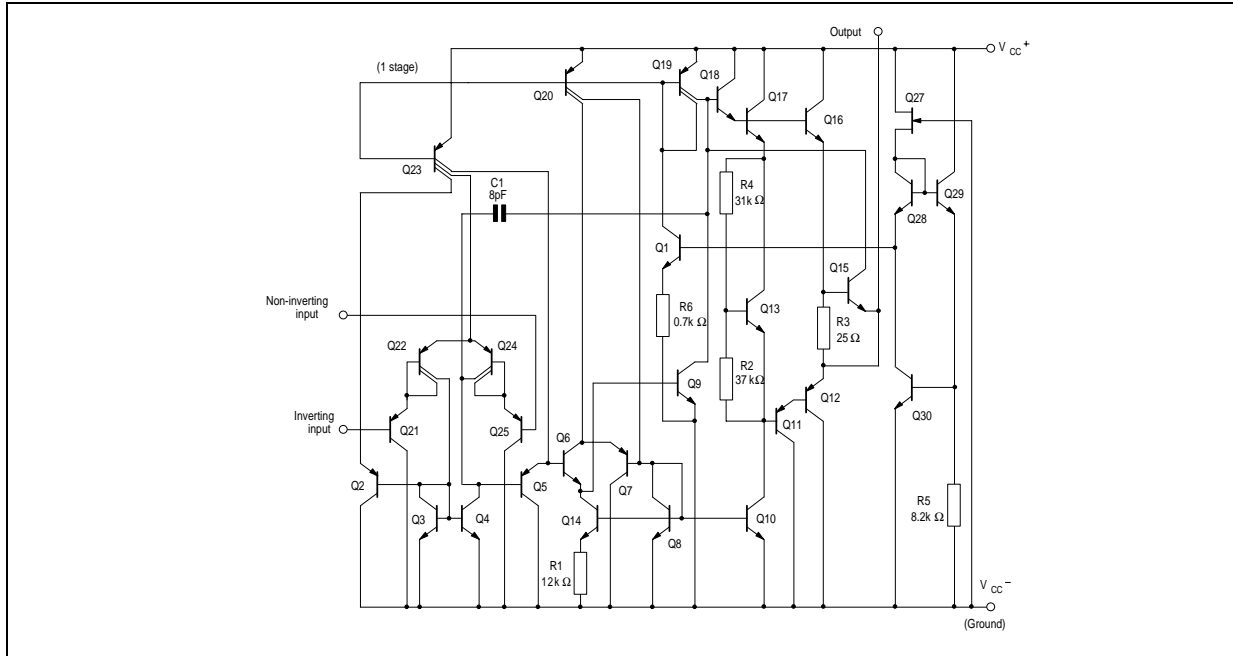 Output
V CC +
(1 stage)
Q19
Q18
Q20
Q17
Q27
Q16
Q23
C1
8pF
R4
31k Ω
Q29
Q28
Q1
Q15
Non-inverting
input
R6
0.7k Ω
Q13
R3
25 Ω
Q22
Q24
R2
37 kΩ
Q9
Q12
Q30
Inverting
input
Q21
Q25
Q11
Q6
Q2
Q5
Q7
R5
8.2k Ω
Q3
Q4
Q14
Q8
Q10
R1
12k Ω
V CC –
(Ground)